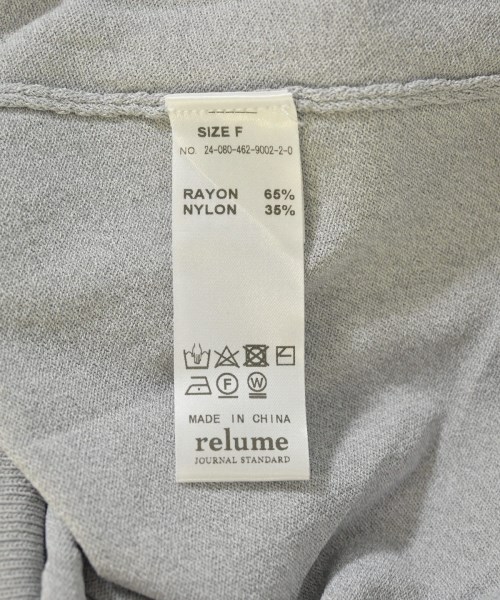 SIZE F
NO. 24-080-462-9002-2-0
RAYON 65%
NYLON 35%
F W
MADE IN CHINA
relume
JOURNAL STANDARD